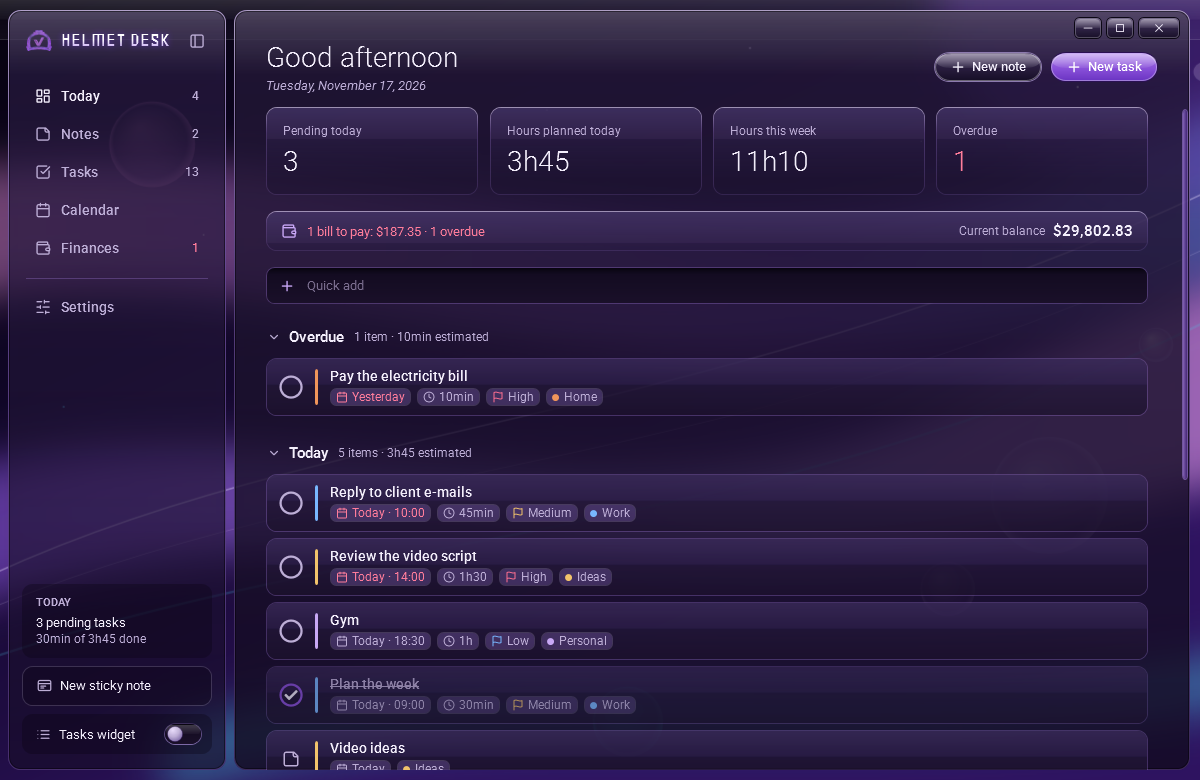 HELMET DESK
Today 4
Notes 2
Tasks 13
Calendar
Finances 1
Settings
TODAY
3 pending tasks
30min of 3h45 done
New sticky note
Tasks widget
Good afternoon
Tuesday, November 17, 2026
New note
New task
Pending today
3
Hours planned today
3h45
Hours this week
11h10
Overdue
1
1 bill to pay: $187.35 · 1 overdue
Current balance $29,802.83
Quick add
Overdue 1 item · 10min estimated
Pay the electricity bill
Yesterday 10min High Home
Today 5 items · 3h45 estimated
Reply to client e-mails
Today · 10:00 45min Medium Work
Review the video script
Today · 14:00 1h30 High Ideas
Gym
Today · 18:30 1h Low Personal
Plan the week
Today · 09:00 30min Medium Work
Video ideas
Today Ideas